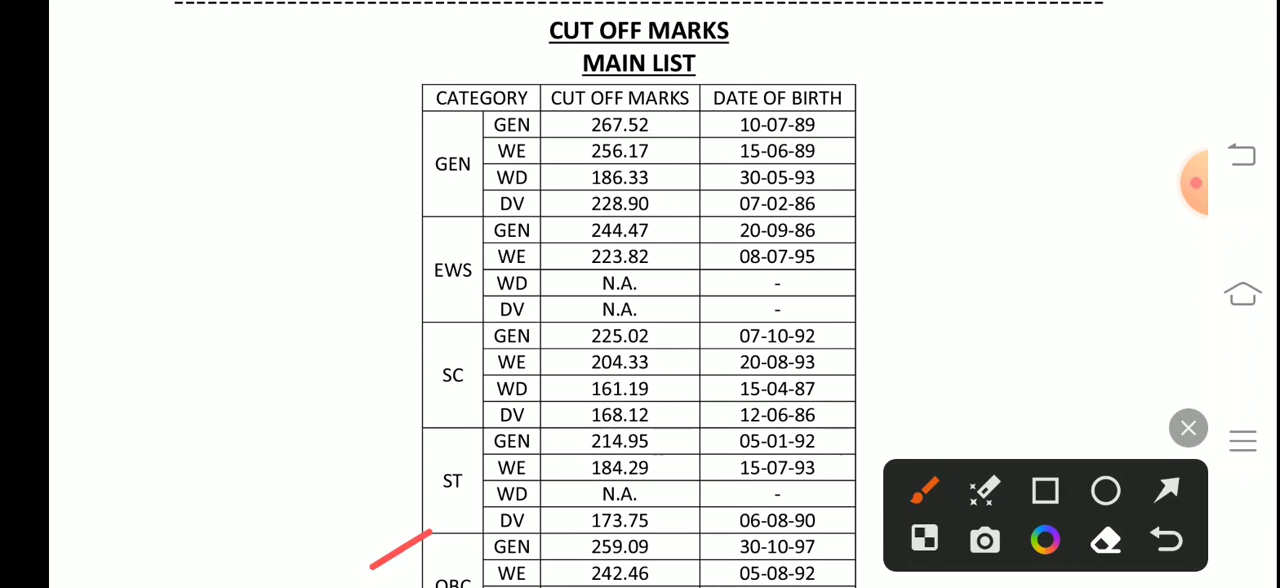 CUT OFF MARKS
MAIN LIST
CATEGORY CUT OFF MARKS DATE OF BIRTH
GEN GEN 267.52 10-07-89
WE 256.17 15-06-89
WD 186.33 30-05-93
DV 228.90 07-02-86
EWS GEN 244.47 20-09-86
WE 223.82 08-07-95
WD N.A. -
DV N.A. -
SC GEN 225.02 07-10-92
WE 204.33 20-08-93
WD 161.19 15-04-87
DV 168.12 12-06-86
ST GEN 214.95 05-01-92
WE 184.29 15-07-93
WD N.A. -
DV 173.75 06-08-90
OBC GEN 259.09 30-10-97
WE 242.46 05-08-92